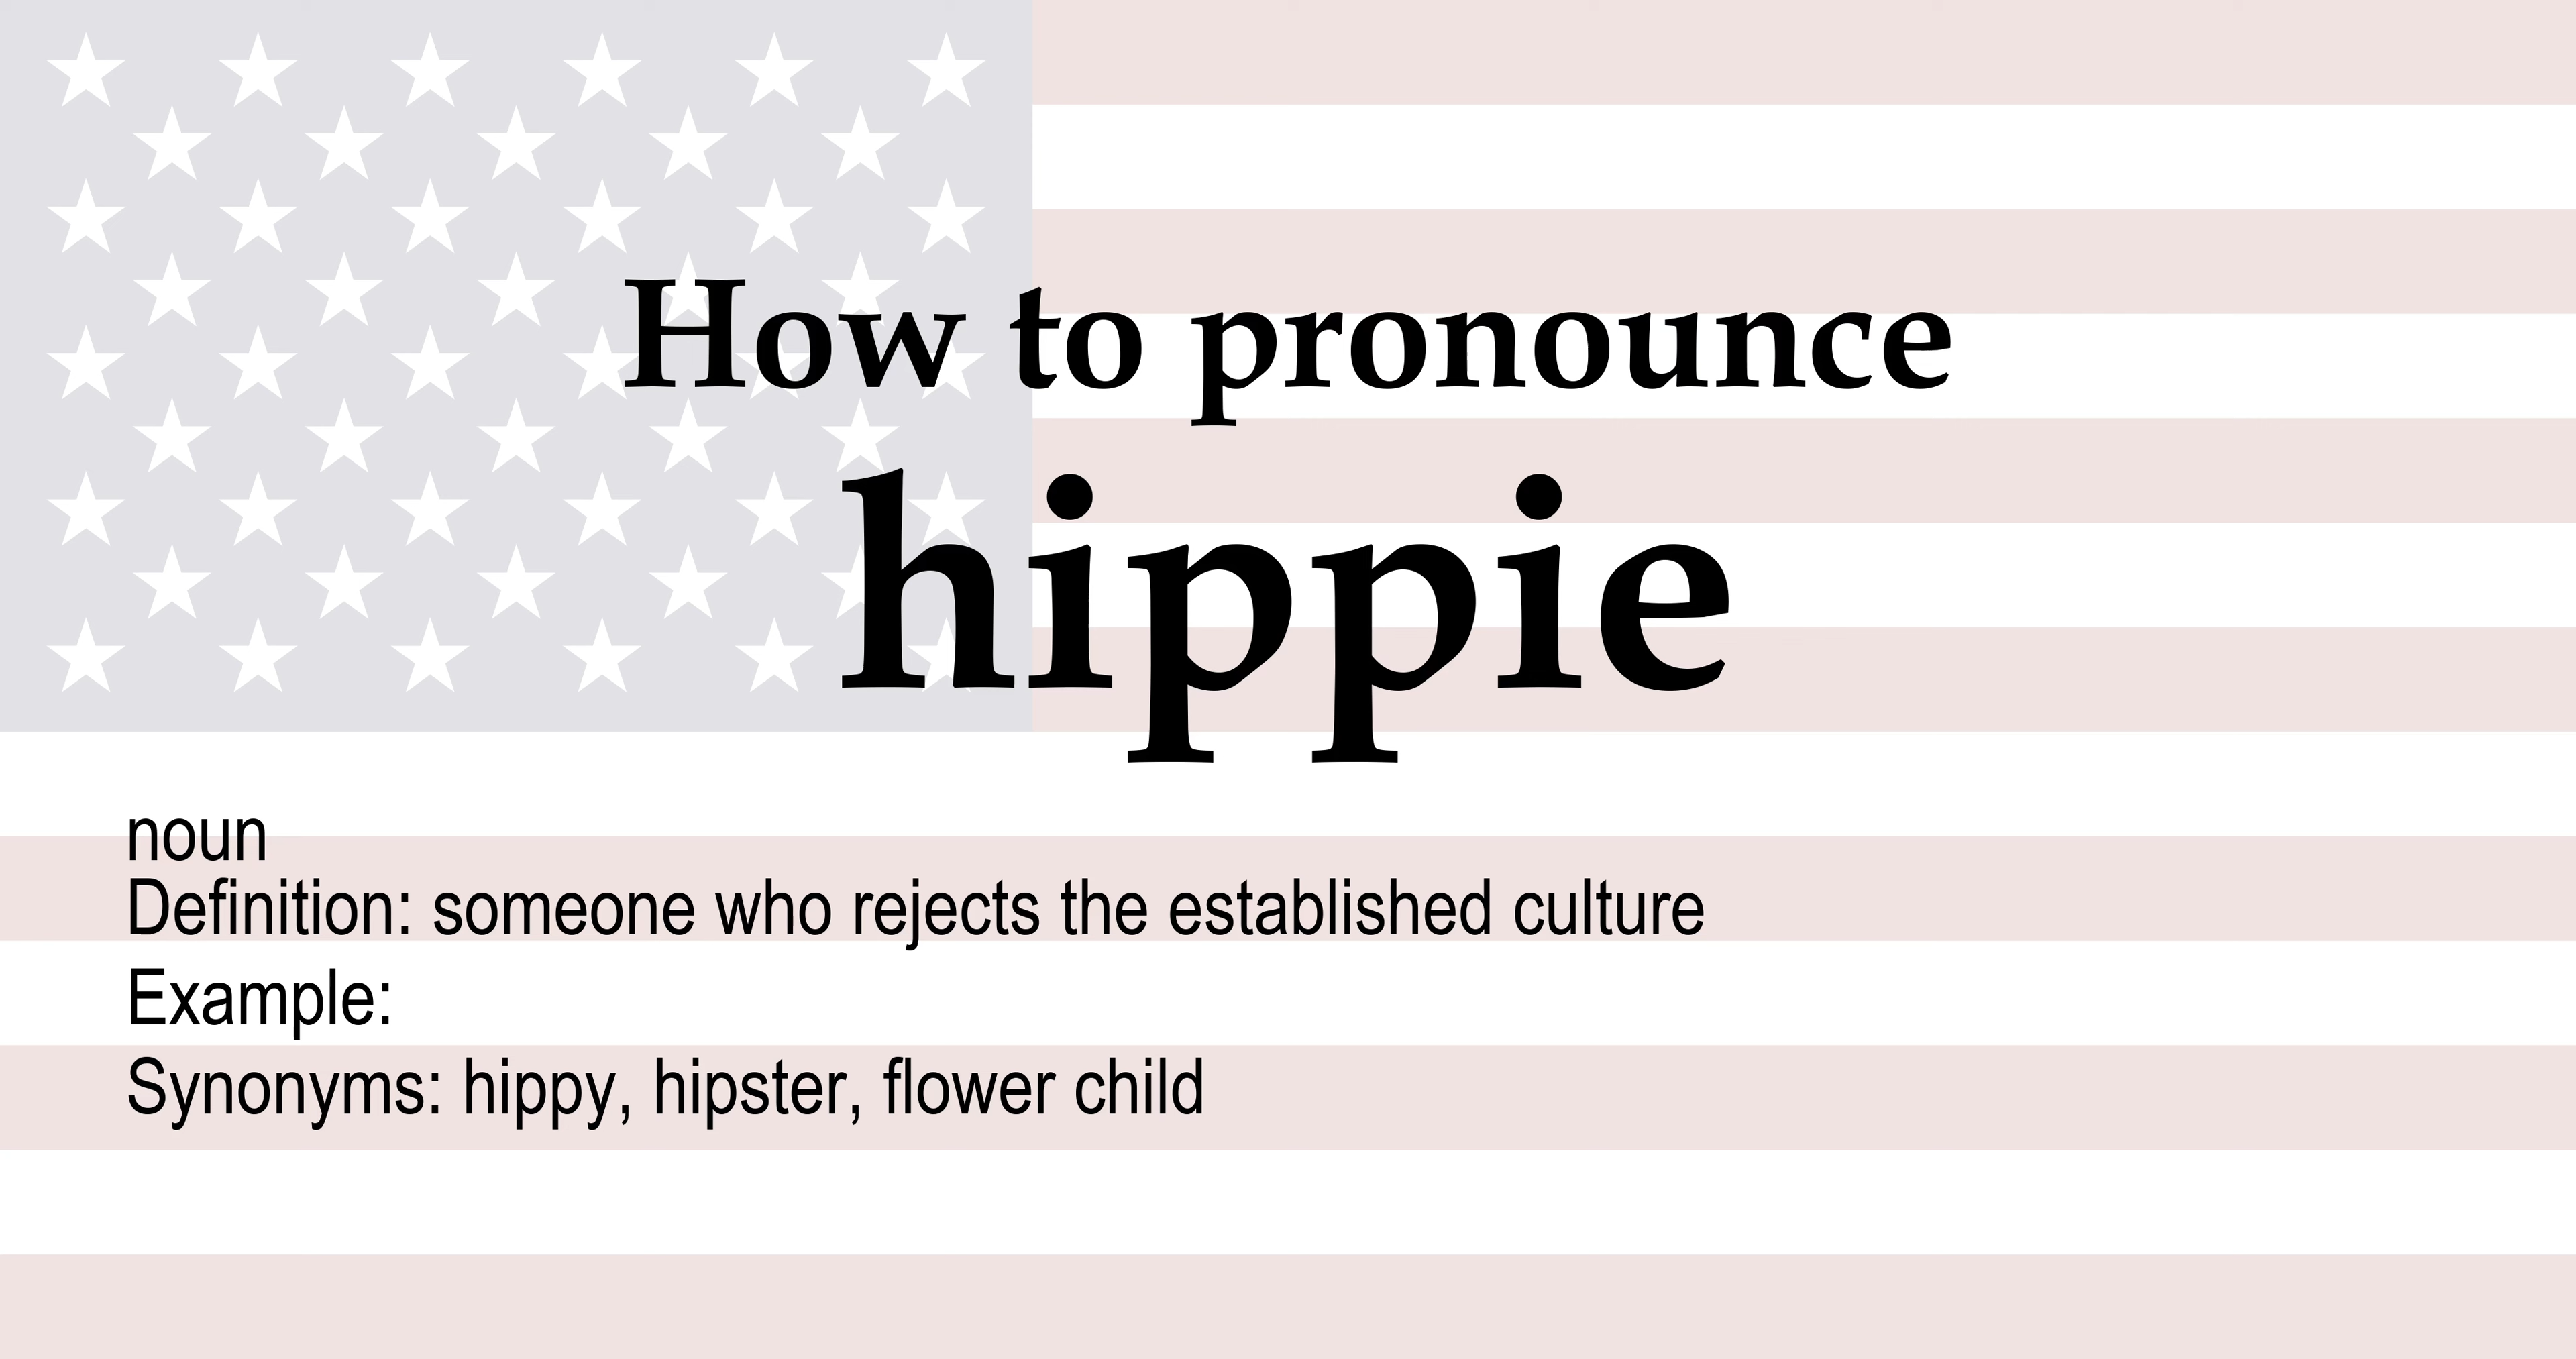 How to pronounce
hippie
noun
Definition: someone who rejects the established culture
Example:
Synonyms: hippy, hipster, flower child